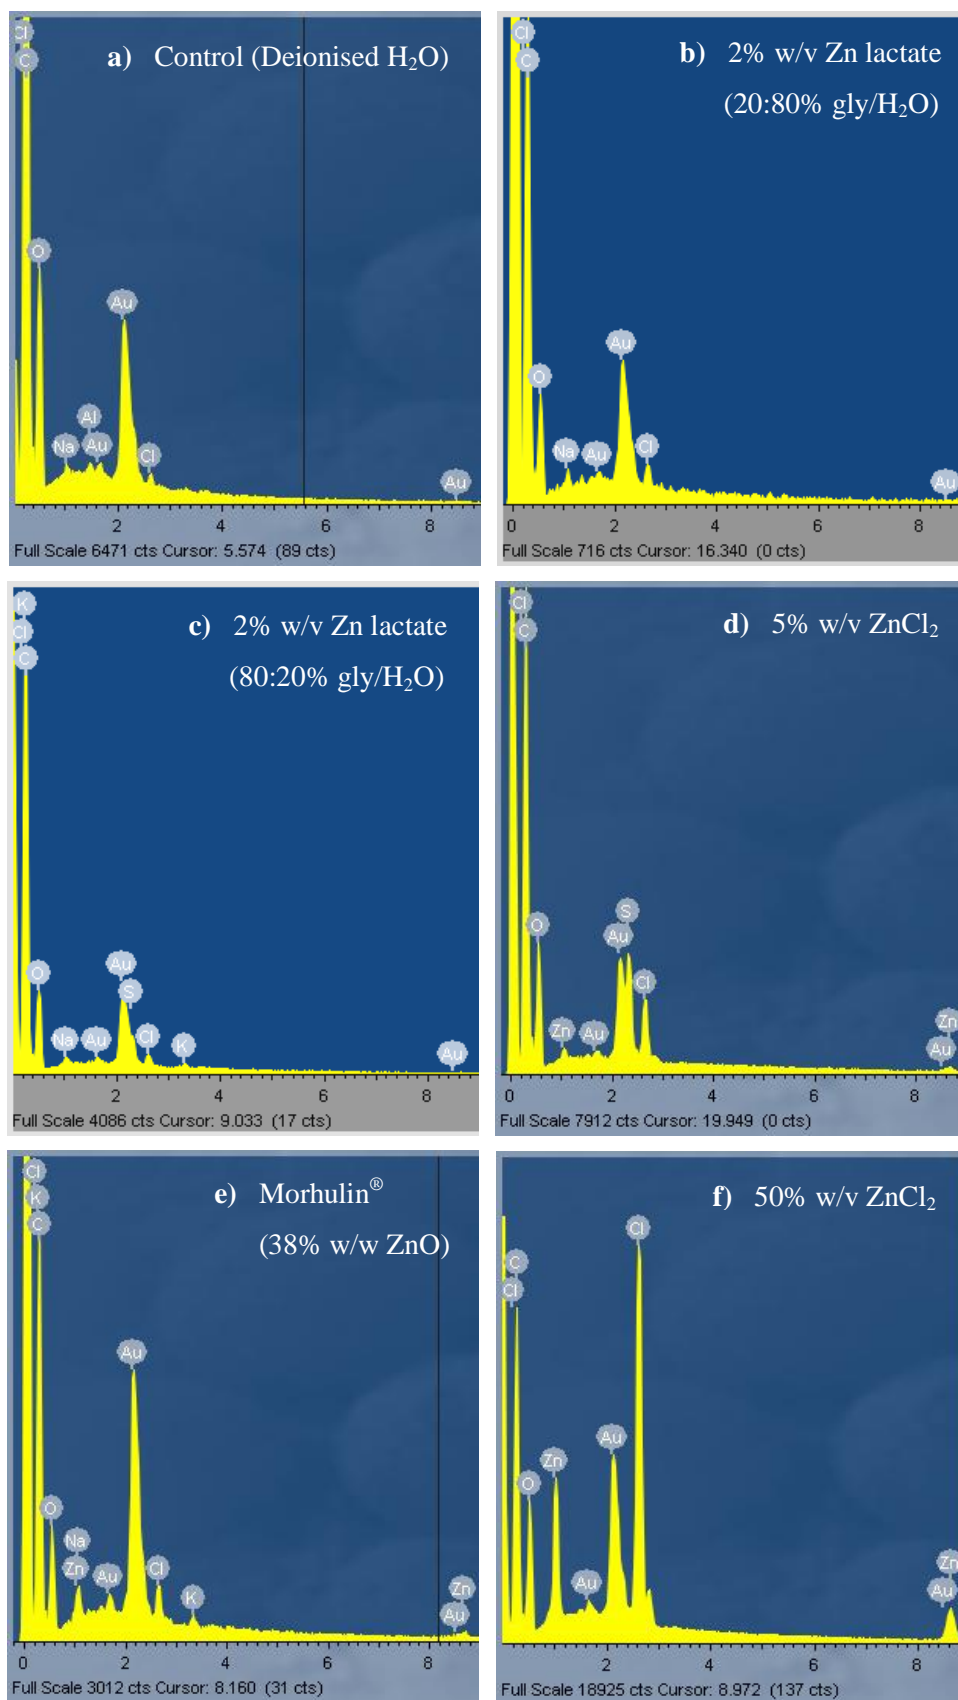 a) Control (Deionised H₂O)
Cl
C
O
Au
Al
Na
Au
Cl
Au
2 4 6 8
Full Scale 6471 cts Cursor: 5.574 (89 cts)
b) 2% w/v Zn lactate
(20:80% gly/H₂O)
Cl
C
O
Au
Na
Au
Cl
Au
0 2 4 6 8
Full Scale 716 cts Cursor: 16.340 (0 cts)
c) 2% w/v Zn lactate
(80:20% gly/H₂O)
K
Cl
C
O
Au
S
Na
Au
Cl
K
Au
2 4 6 8
Full Scale 4086 cts Cursor: 9.033 (17 cts)
d) 5% w/v ZnCl₂
Cl
C
O
S
Au
Cl
Zn
Au
Zn
Au
0 2 4 6 8
Full Scale 7912 cts Cursor: 19.949 (0 cts)
e) Morhulin®
(38% w/w ZnO)
Cl
K
C
O
Au
Na
Zn
Au
Cl
K
Zn
Au
0 2 4 6 8
Full Scale 3012 cts Cursor: 8.160 (31 cts)
f) 50% w/v ZnCl₂
C
Cl
O
Zn
Au
Au
Cl
Zn
Au
2 4 6 8
Full Scale 18925 cts Cursor: 8.972 (137 cts)